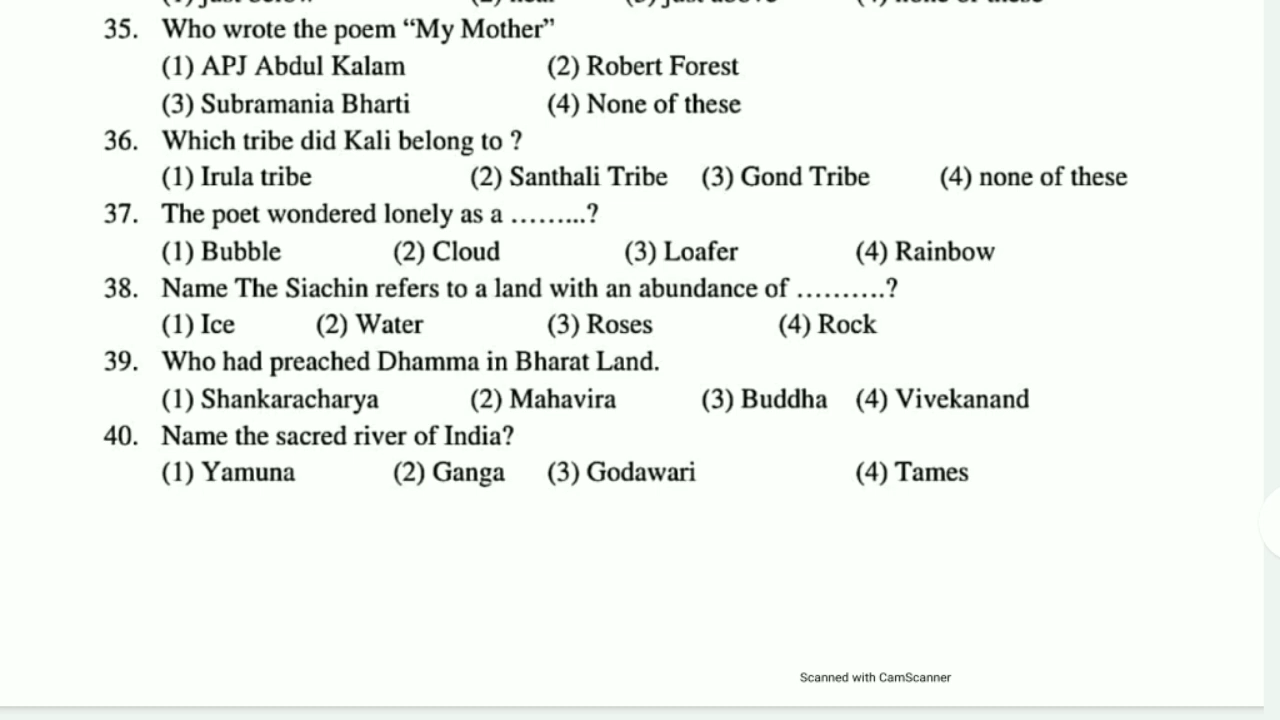 35. Who wrote the poem “My Mother”
(1) APJ Abdul Kalam (2) Robert Forest
(3) Subramania Bharti (4) None of these
36. Which tribe did Kali belong to ?
(1) Irula tribe (2) Santhali Tribe (3) Gond Tribe (4) none of these
37. The poet wondered lonely as a .........?
(1) Bubble (2) Cloud (3) Loafer (4) Rainbow
38. Name The Siachin refers to a land with an abundance of ..........?
(1) Ice (2) Water (3) Roses (4) Rock
39. Who had preached Dhamma in Bharat Land.
(1) Shankaracharya (2) Mahavira (3) Buddha (4) Vivekanand
40. Name the sacred river of India?
(1) Yamuna (2) Ganga (3) Godawari (4) Tames
Scanned with CamScanner